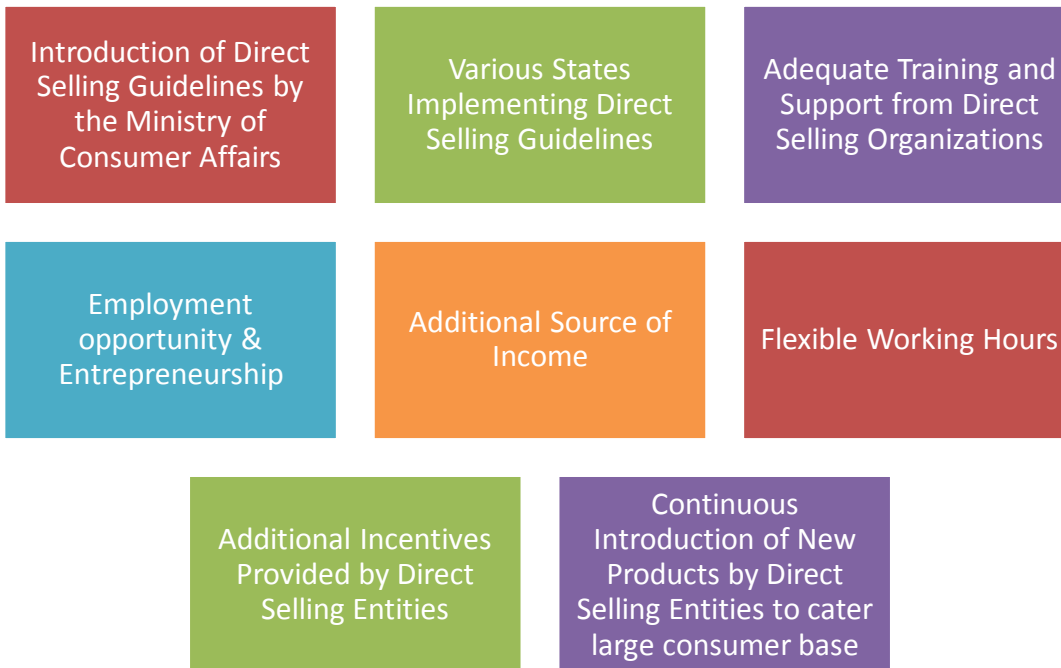 Introduction of Direct
Selling Guidelines by
the Ministry of
Consumer Affairs
Various States
Implementing Direct
Selling Guidelines
Adequate Training and
Support from Direct
Selling Organizations
Employment
opportunity &
Entrepreneurship
Additional Source of
Income
Flexible Working Hours
Additional Incentives
Provided by Direct
Selling Entities
Continuous
Introduction of New
Products by Direct
Selling Entities to cater
large consumer base